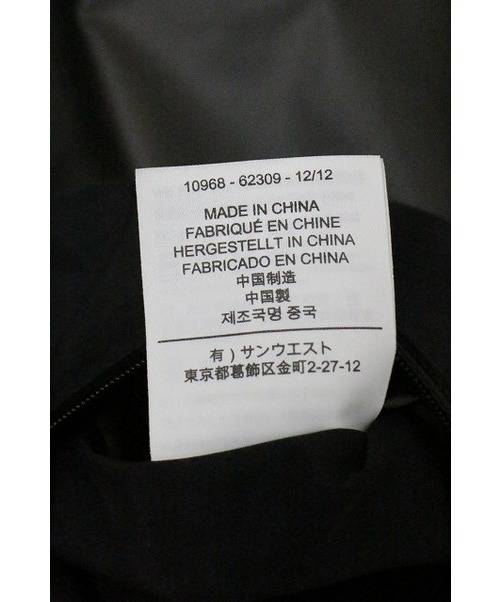 10968 - 62309 - 12/12
MADE IN CHINA
FABRIQUÉ EN CHINE
HERGESTELLT IN CHINA
FABRICADO EN CHINA
中国制造
中国製
제조국명 중국
有）サンウエスト
東京都葛飾区金町2-27-12